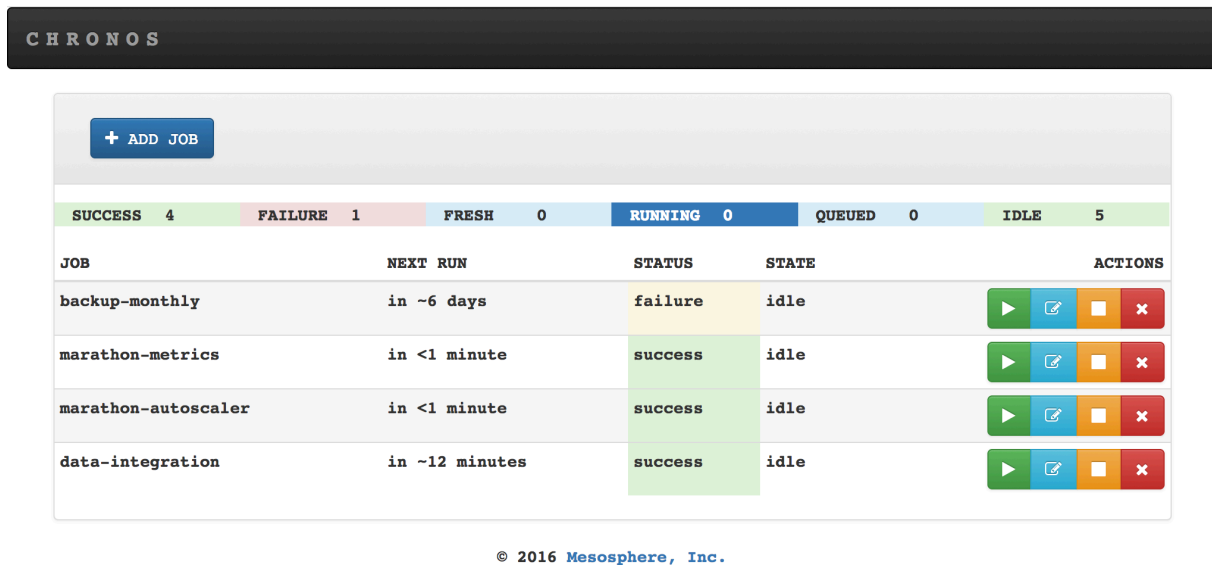 CHRONOS
ADD JOB
SUCCESS 4 FAILURE 1 FRESH 0 RUNNING 0 QUEUED 0 IDLE 5
JOB NEXT RUN STATUS STATE ACTIONS
backup-monthly in ~6 days failure idle
marathon-metrics in <1 minute success idle
marathon-autoscaler in <1 minute success idle
data-integration in ~12 minutes success idle
© 2016 Mesosphere, Inc.